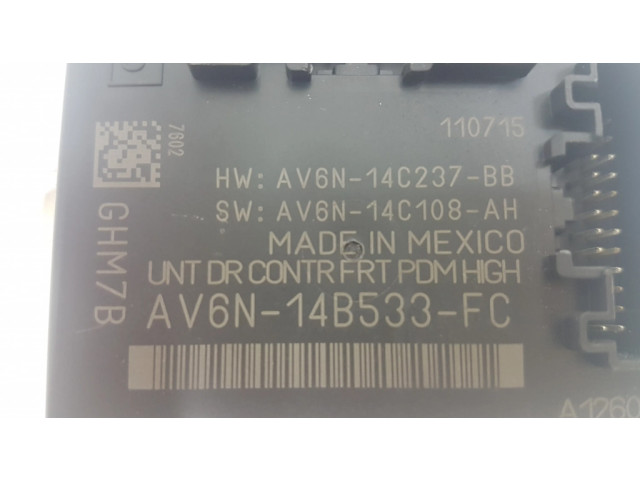 110715
7602
HW: AV6N-14C237-BB
SW: AV6N-14C108-AH
MADE IN MEXICO
UNT DR CONTR FRT PDM HIGH
GHM7B
AV6N-14B533-FC
A1260